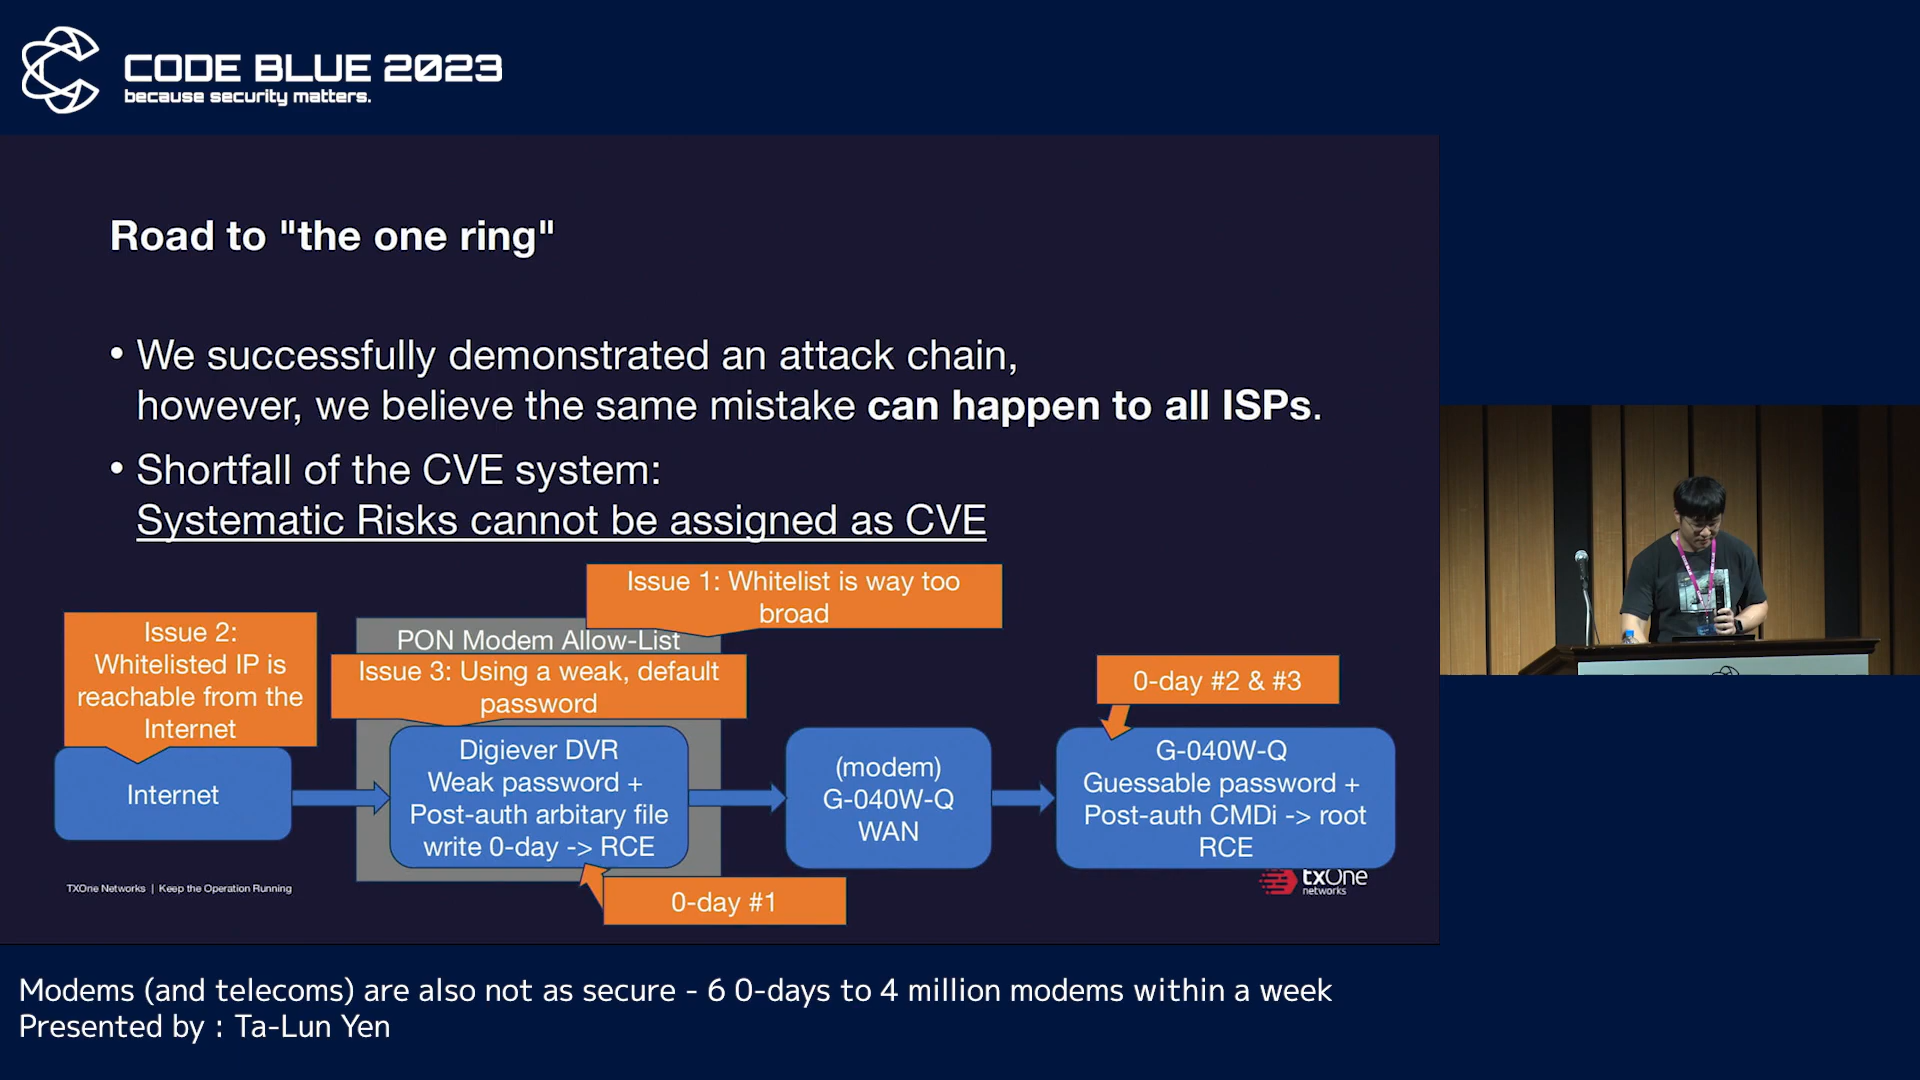 CODE BLUE 2023
because security matters.
Road to "the one ring"
• We successfully demonstrated an attack chain,
however, we believe the same mistake can happen to all ISPs.
• Shortfall of the CVE system:
Systematic Risks cannot be assigned as CVE
Issue 1: Whitelist is way too
broad
Issue 2:
Whitelisted IP is
reachable from the
Internet
PON Modem Allow-List
Issue 3: Using a weak, default
password
0-day #2 & #3
Internet
Digiever DVR
Weak password +
Post-auth arbitary file
write 0-day -> RCE
(modem)
G-040W-Q
WAN
G-040W-Q
Guessable password +
Post-auth CMDi -> root
RCE
0-day #1
TXOne Networks | Keep the Operation Running
txOne
networks
Modems (and telecoms) are also not as secure - 6 0-days to 4 million modems within a week
Presented by : Ta-Lun Yen